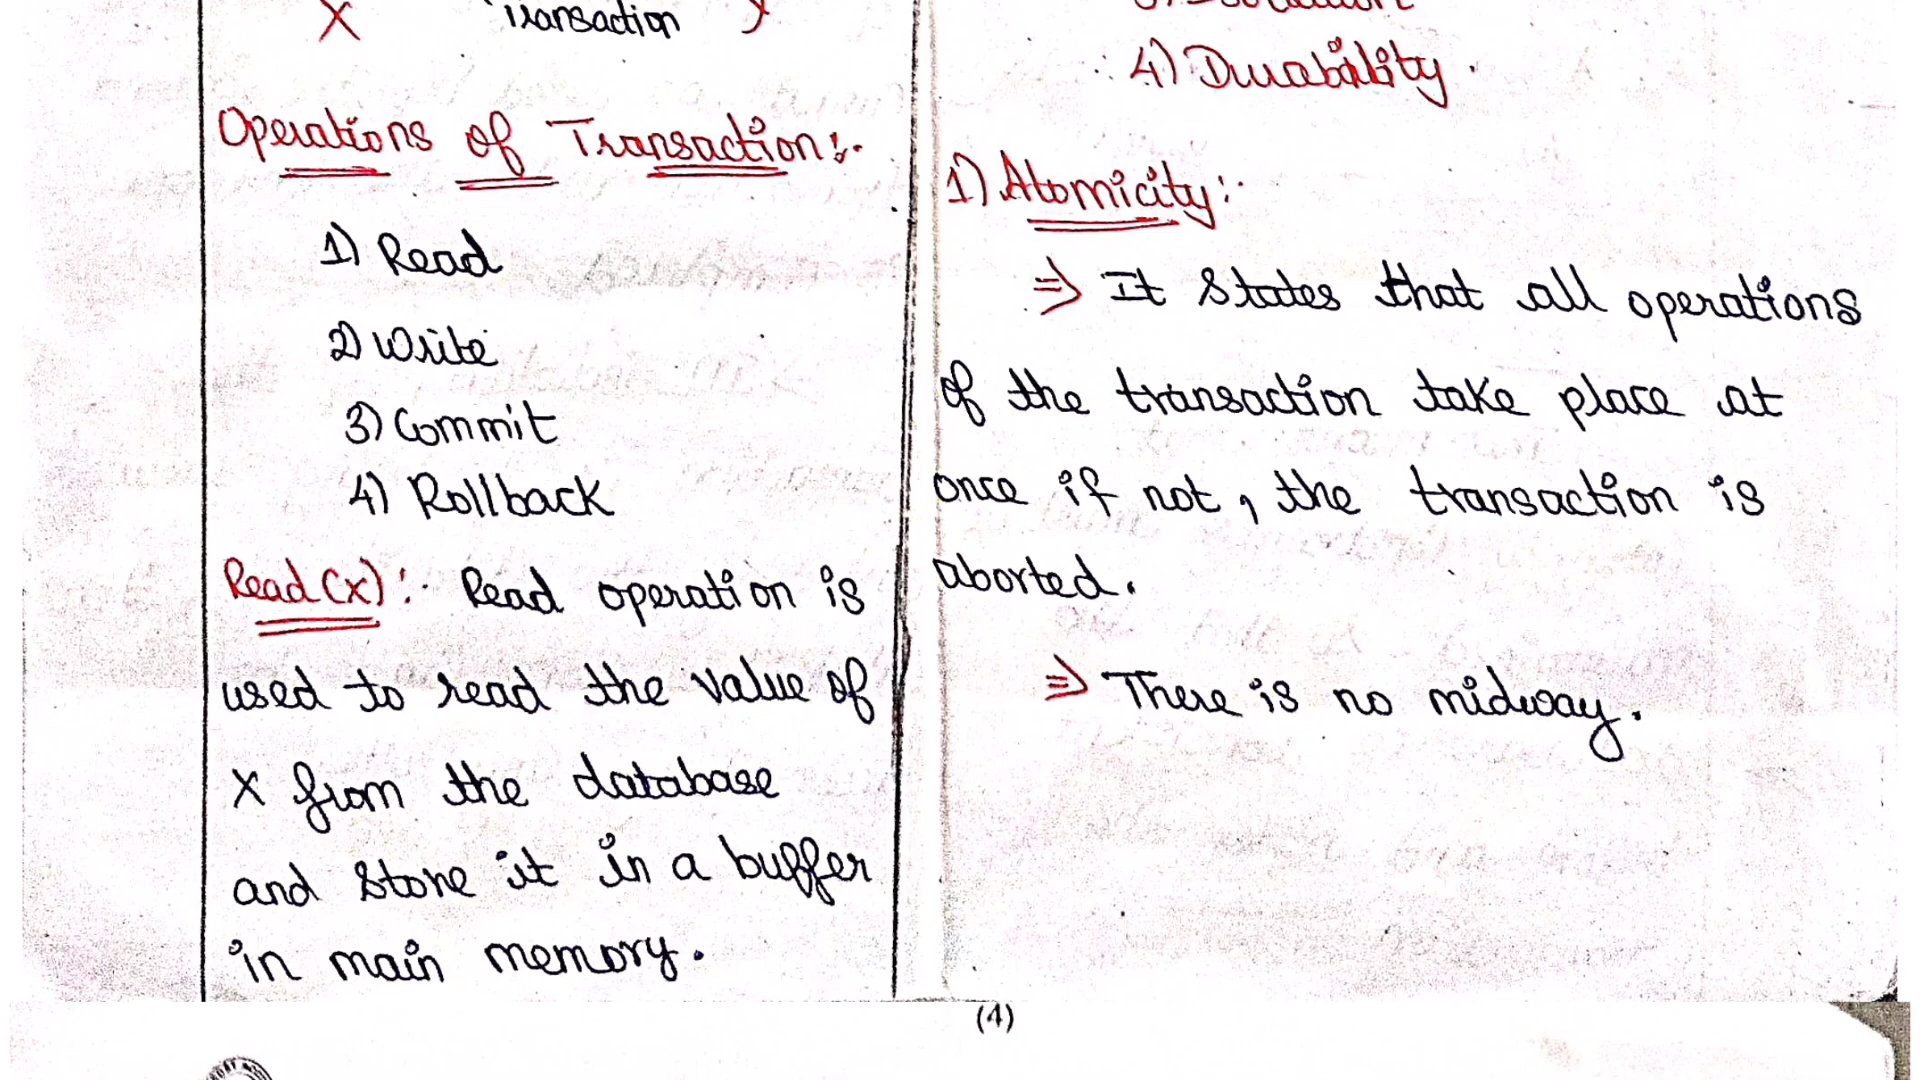 X Transaction Y
Operations of Transaction:-
1) Read
2) Write
3) Commit
4) Rollback
Read(x):- Read operation is
used to read the value of
X from the database
and store it in a buffer
in main memory.
4) Durability.
1) Atomicity:-
⇒ It states that all operations
of the transaction take place at
once if not, the transaction is
aborted.
⇒ There is no midway.
(4)